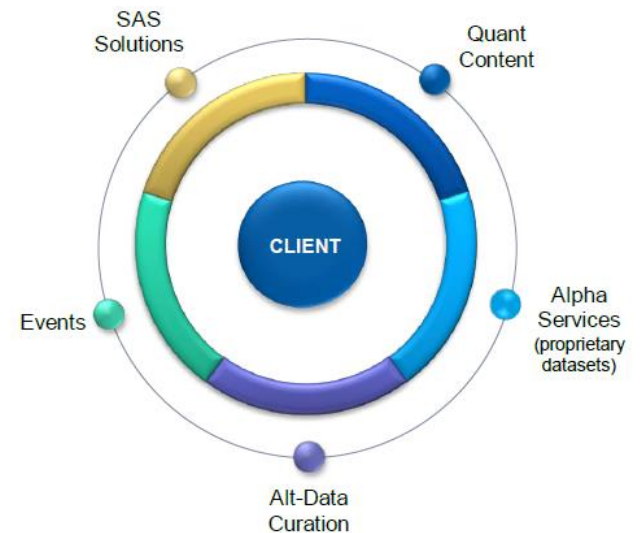 SAS
Solutions
Quant
Content
CLIENT
Alpha
Services
(proprietary
datasets)
Events
Alt-Data
Curation